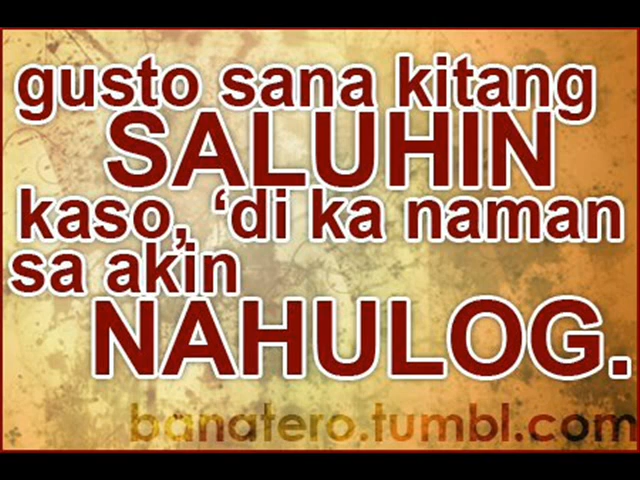 gusto sana kitang
SALUHIN
kaso, ‘di ka naman
sa akin
NAHULOG.
banatero.tumbl.com